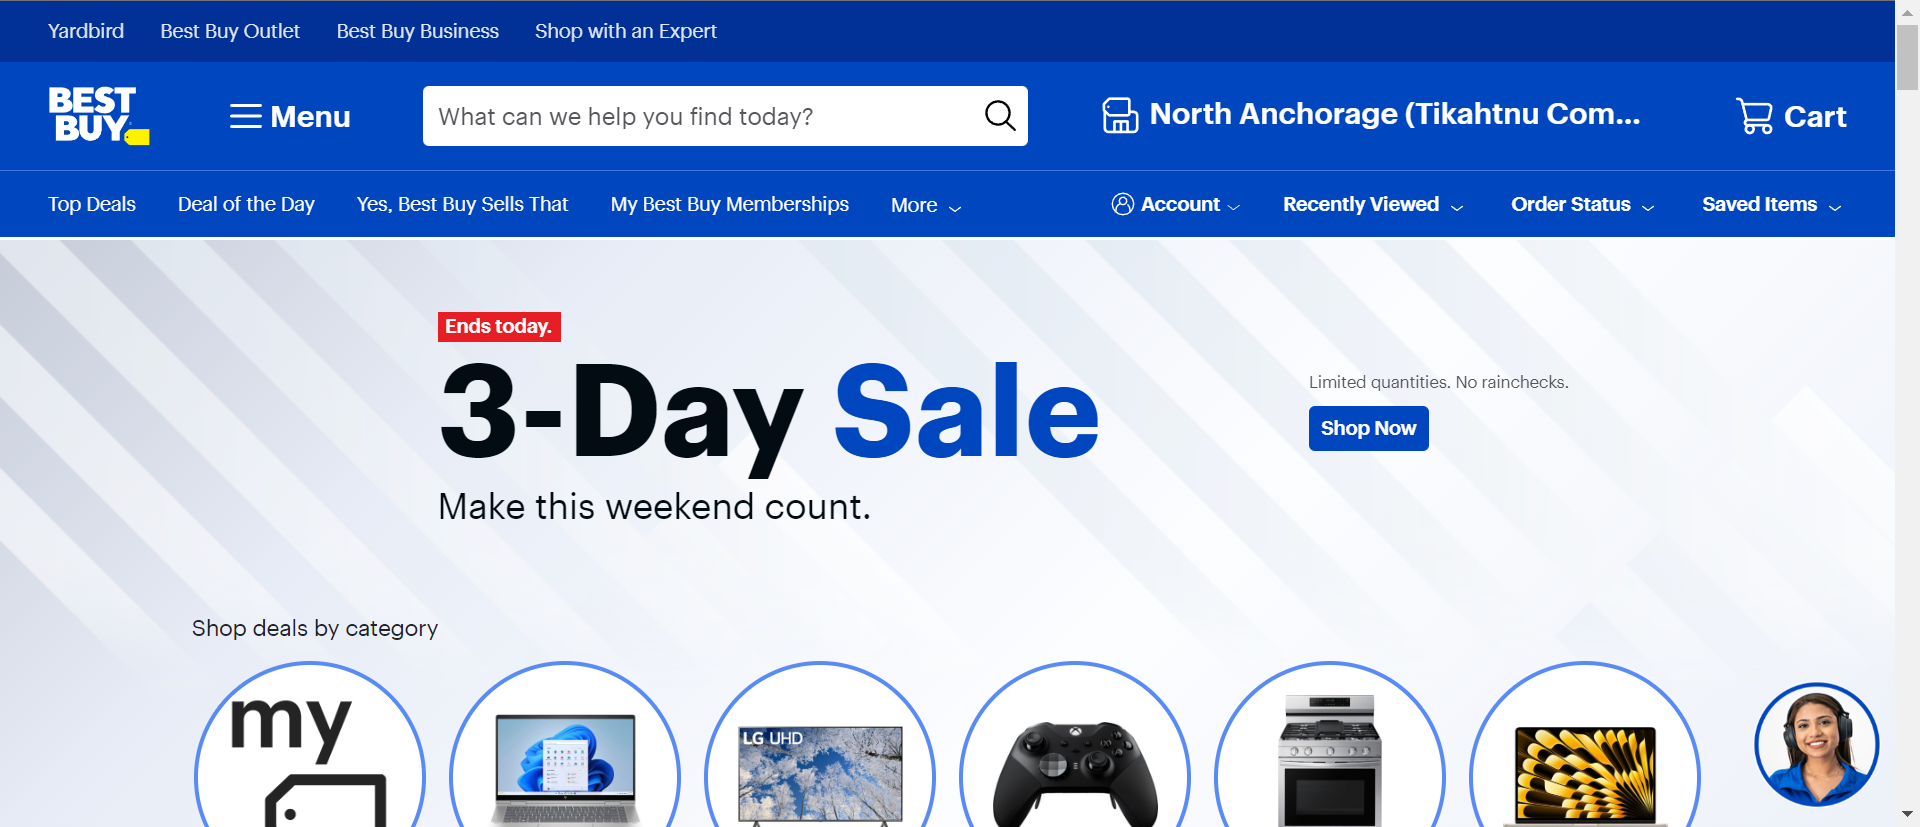 Yardbird Best Buy Outlet Best Buy Business Shop with an Expert
BEST
BUY
Menu
What can we help you find today?
North Anchorage (Tikahtnu Com...
Cart
Top Deals Deal of the Day Yes, Best Buy Sells That My Best Buy Memberships More Account Recently Viewed Order Status Saved Items
Ends today.
3-Day Sale
Make this weekend count.
Limited quantities. No rainchecks.
Shop Now
Shop deals by category
my
LG UHD